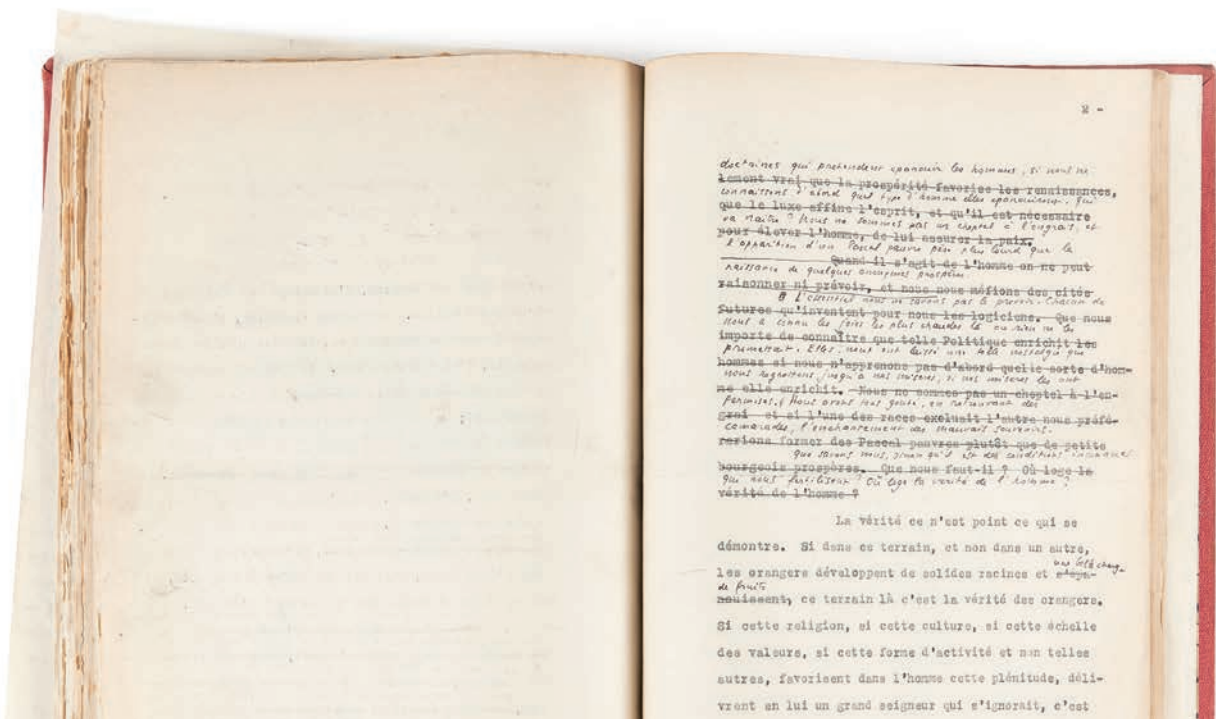 2 -
doctrines qui prétendent épanouir les hommes, si nous ne
lement vrai que la prospérité favorise les renaissances,
connaissons d'abord quel type d'homme elles épanouiront. Qui
que le luxe affine l'esprit, et qu'il est nécessaire
va naître ? Nous ne sommes pas un cheptel à l'engrais, et
pour élever l'homme, de lui assurer la paix.
l'apparition d'un Pascal pauvre pèse plus lourd que la
Quand il s'agit de l'homme on ne peut
naissance de quelques anonymes prospères.
raisonner ni prévoir, et nous nous méfions des cités
L'essentiel nous ne savons pas le prévoir. Chacun de
futures qu'inventent pour nous les logiciens. Que nous
nous a connu les joies les plus chaudes là où rien ne les
importe de connaître que telle Politique enrichit les
promettait. Elles nous ont laissé une telle nostalgie que
hommes si nous n'apprenons pas d'abord quelle sorte d'hom-
nous regrettons jusqu'à nos misères, si nos misères les ont
me elle enrichit. Nous ne sommes pas un cheptel à l'en-
permises. Nous avons tous goûté, en retrouvant des
grai et si l'une des races excluait l'autre nous préfé-
camarades, l'enchantement des mauvais souvenirs.
rerions former des Pascal pauvres plutôt que de petits
Que savons nous, sinon qu'il est des conditions inconnues
bourgeois prospères. Que nous faut-il ? Où loge la
qui nous fertilisent ? Où loge la vérité de l'homme ?
vérité de l'homme ?
La vérité ce n'est point ce qui se
démontre. Si dans ce terrain, et non dans un autre,
les orangers développent de solides racines et s'épa-
de fruits
nouissent, ce terrain là c'est la vérité des orangers.
Si cette religion, si cette culture, si cette échelle
des valeurs, si cette forme d'activité et non telles
autres, favorisent dans l'homme cette plénitude, déli-
vrent en lui un grand seigneur qui s'ignorait, c'est